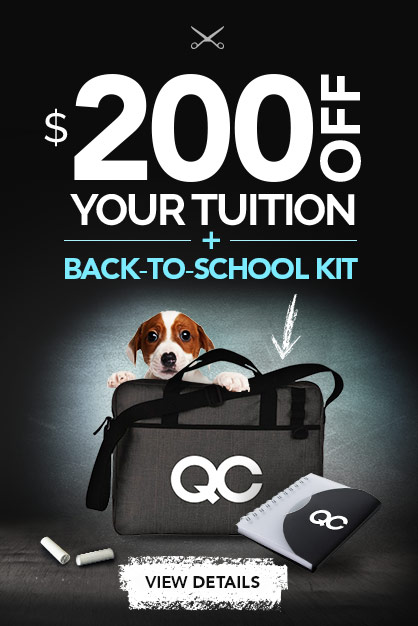 $200 OFF
YOUR TUITION
+
BACK-TO-SCHOOL KIT
QC
QC
VIEW DETAILS